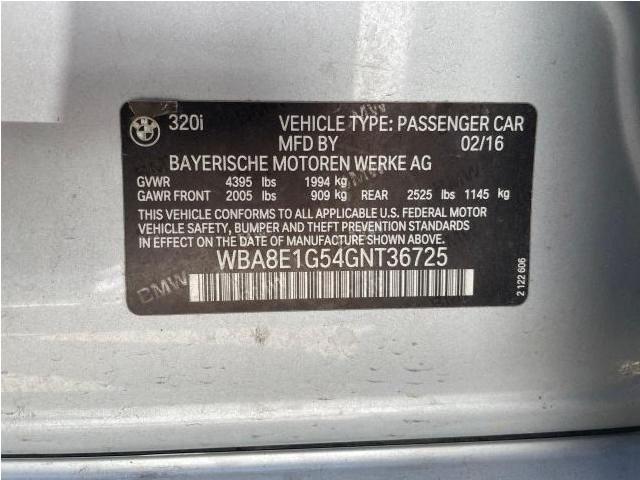 320i VEHICLE TYPE: PASSENGER CAR
MFD BY 02/16
BAYERISCHE MOTOREN WERKE AG
GVWR 4395 lbs 1994 kg
GAWR FRONT 2005 lbs 909 kg REAR 2525 lbs 1145 kg
THIS VEHICLE CONFORMS TO ALL APPLICABLE U.S. FEDERAL MOTOR
VEHICLE SAFETY, BUMPER AND THEFT PREVENTION STANDARDS
IN EFFECT ON THE DATE OF MANUFACTURE SHOWN ABOVE.
WBA8E1G54GNT36725
BMW
2 122 606